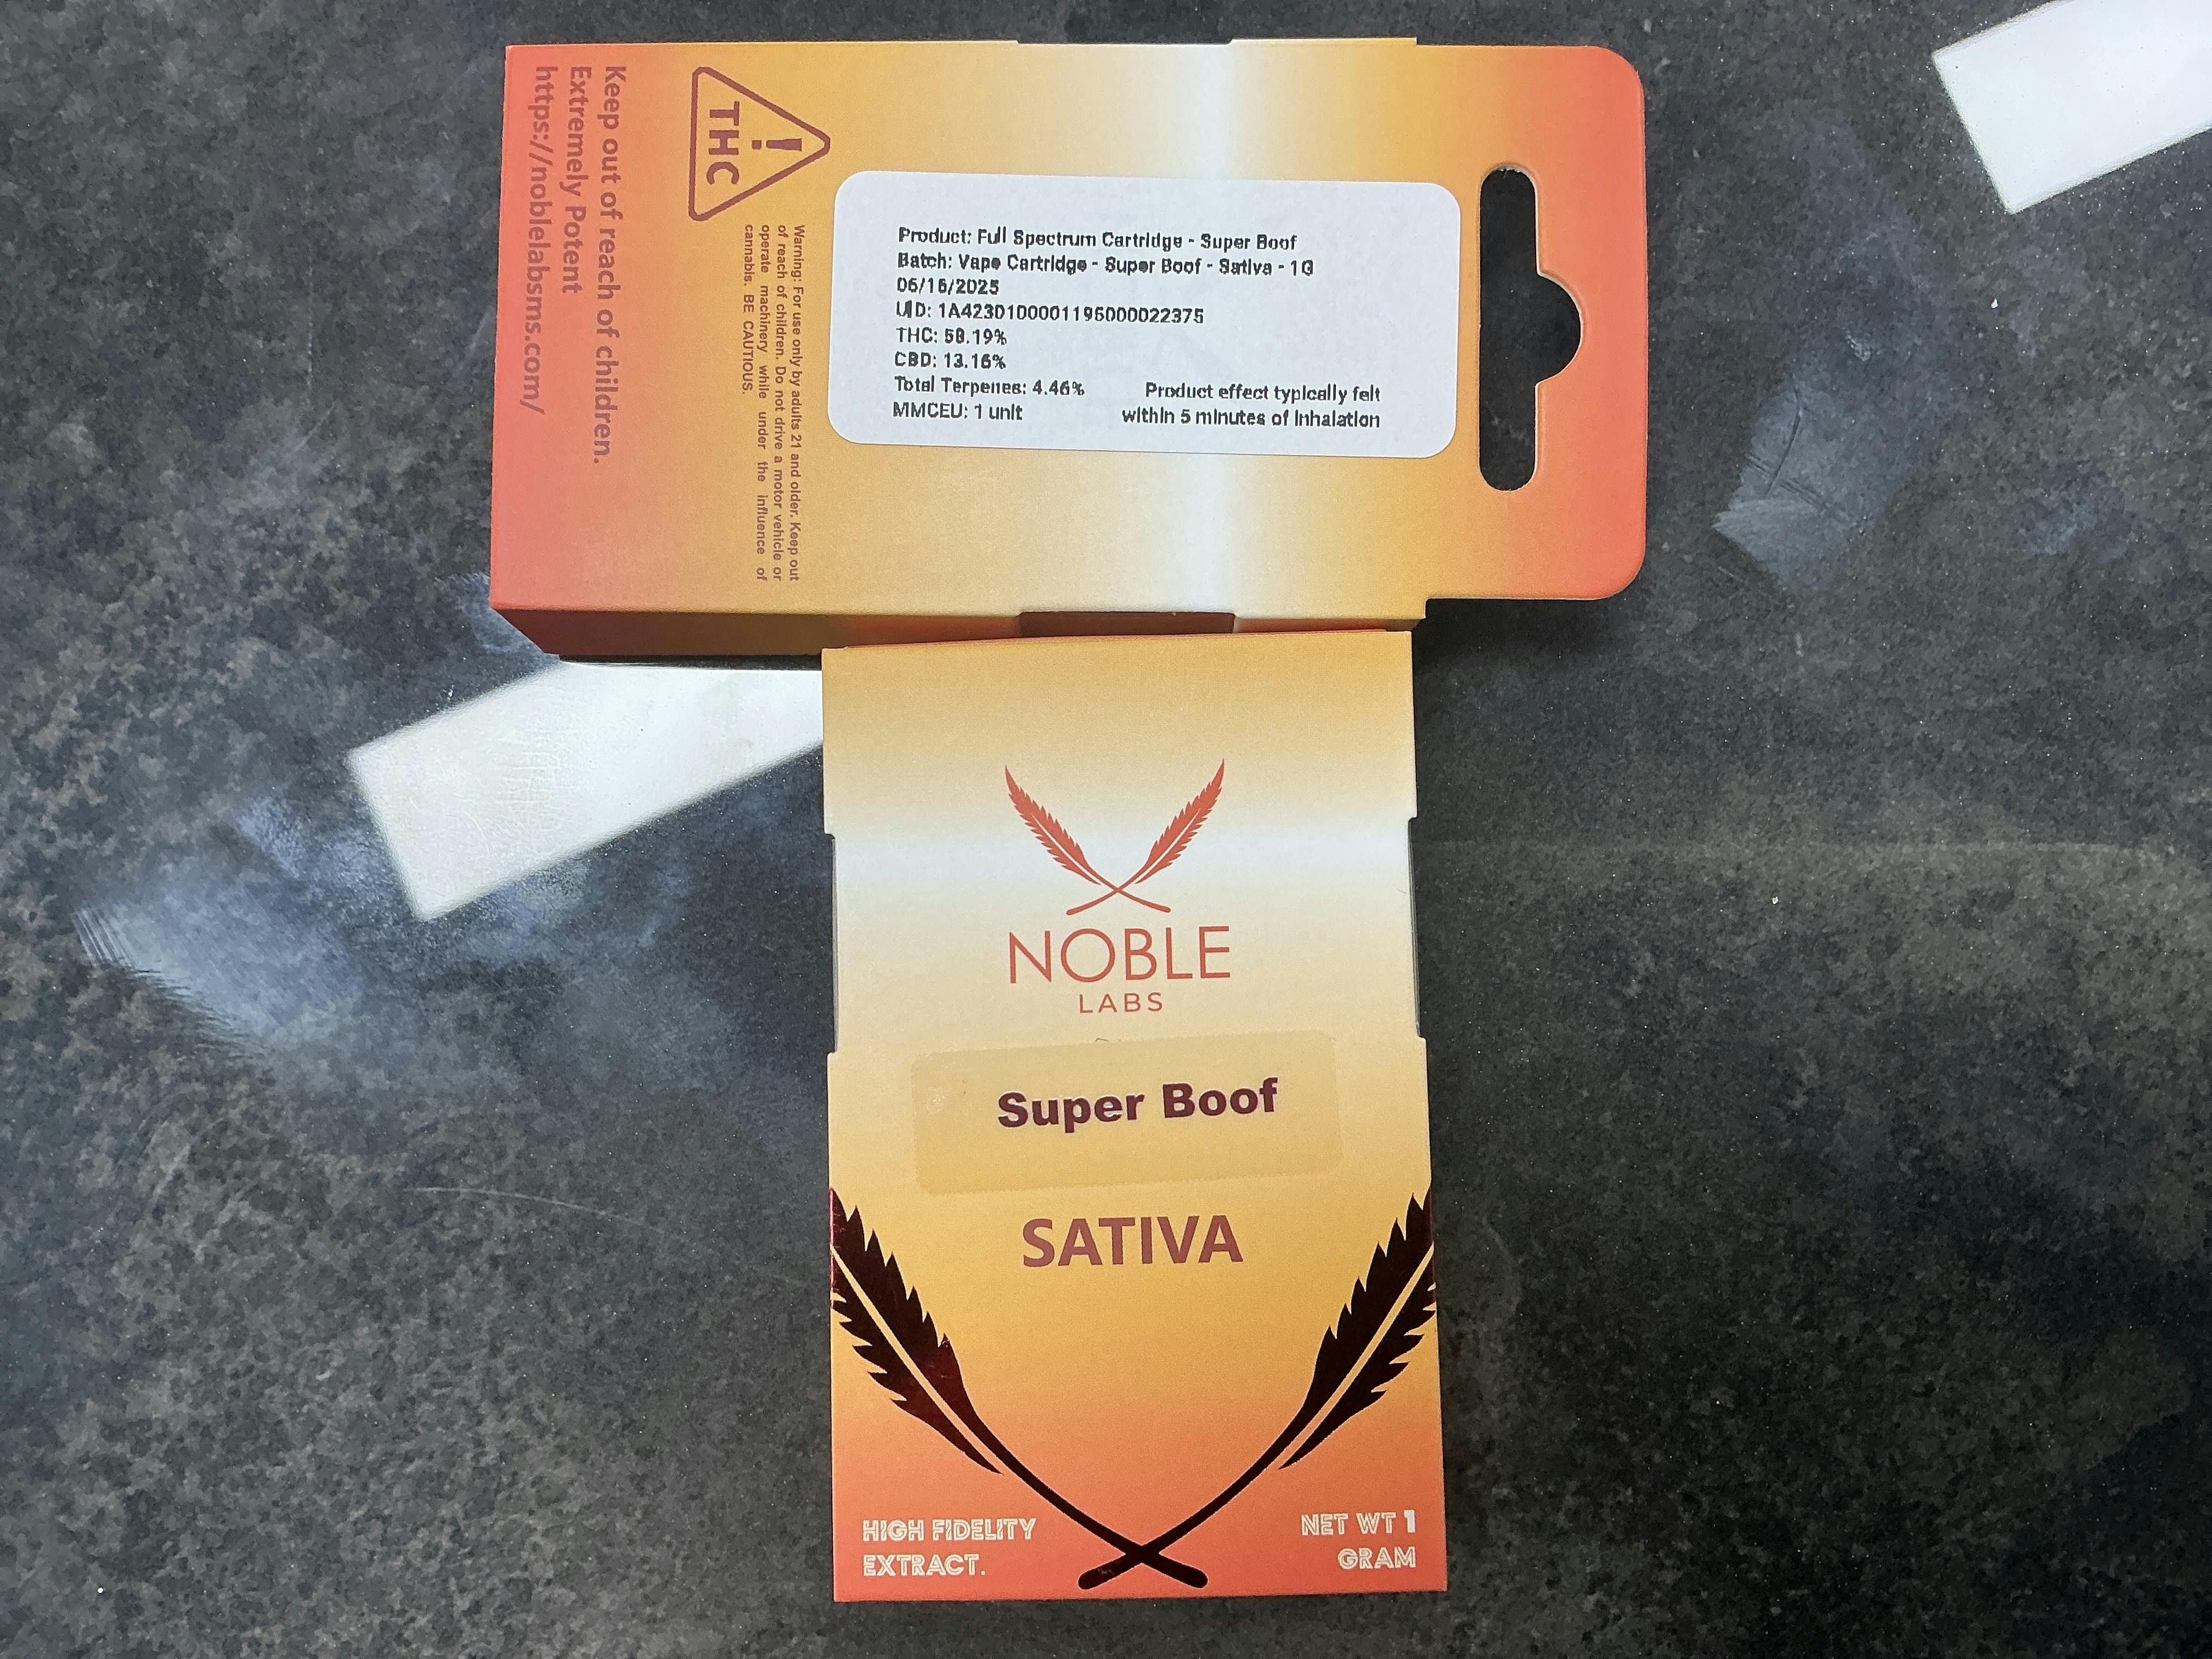 Keep out of reach of children.
Extremely Potent
https://noblelabsms.com/
! THC
Warning: For use only by adults 21 and older. Keep out
of reach of children. Do not drive a motor vehicle or
operate machinery while under the influence of
cannabis. BE CAUTIOUS.
Product: Full Spectrum Cartridge - Super Boof
Batch: Vape Cartridge - Super Boof - Sativa - 1G
06/16/2025
UID: 1A4230100001195000022375
THC: 58.19%
CBD: 13.16%
Total Terpenes: 4.46%
MMCEU: 1 unit
Product effect typically felt
within 5 minutes of inhalation
NOBLE
LABS
Super Boof
SATIVA
HIGH FIDELITY
EXTRACT.
NET WT 1
GRAM